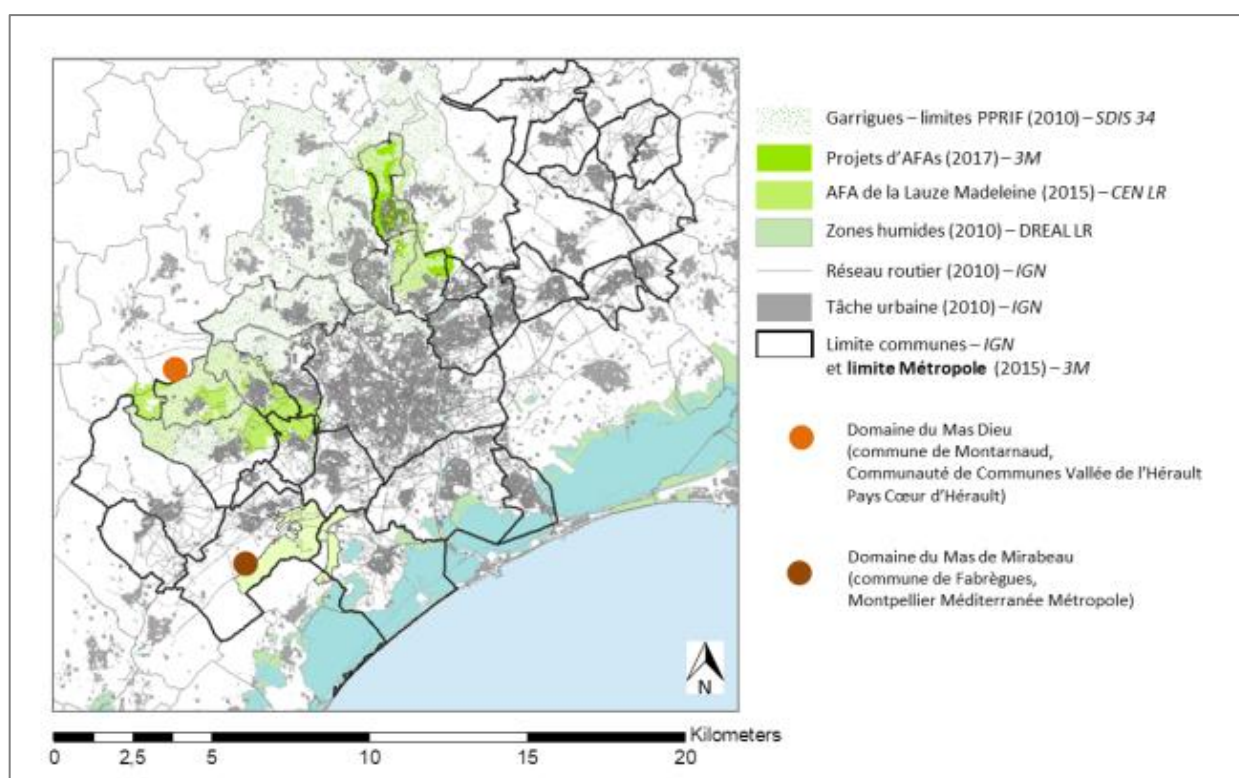 Garrigues – limites PPRIF (2010) – SDIS 34
Projets d'AFAs (2017) – 3M
AFA de la Lauze Madeleine (2015) – CEN LR
Zones humides (2010) – DREAL LR
Réseau routier (2010) – IGN
Tâche urbaine (2010) – IGN
Limite communes – IGN
et limite Métropole (2015) – 3M
Domaine du Mas Dieu
(commune de Montarnaud,
Communauté de Communes Vallée de l'Hérault
Pays Cœur d'Hérault)
Domaine du Mas de Mirabeau
(commune de Fabrègues,
Montpellier Méditerranée Métropole)
N
Kilometers
0 2,5 5 10 15 20